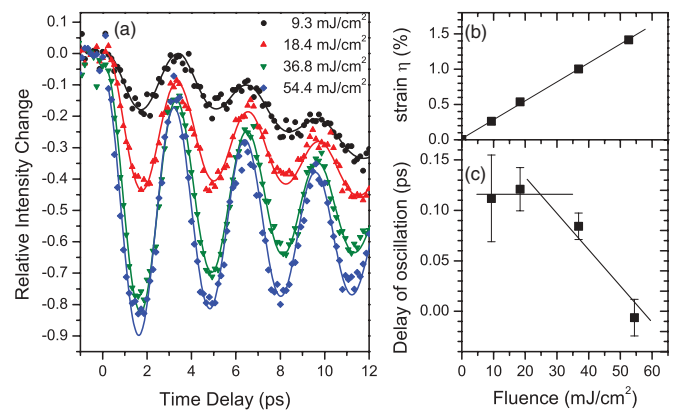 (a)
9.3 mJ/cm²
18.4 mJ/cm²
36.8 mJ/cm²
54.4 mJ/cm²
0.1
0.0
-0.1
-0.2
-0.3
-0.4
-0.5
-0.6
-0.7
-0.8
-0.9
Relative Intensity Change
0 2 4 6 8 10 12
Time Delay (ps)
(b)
strain η (%)
1.5
1.0
0.5
0.0
(c)
Delay of oscillation (ps)
0.15
0.10
0.05
0.00
0 10 20 30 40 50 60
Fluence (mJ/cm²)